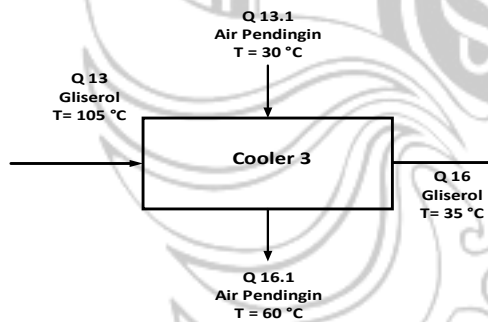 Q 13.1
Air Pendingin
T = 30 °C
Q 13
Gliserol
T= 105 °C
Cooler 3
Q 16
Gliserol
T= 35 °C
Q 16.1
Air Pendingin
T = 60 °C